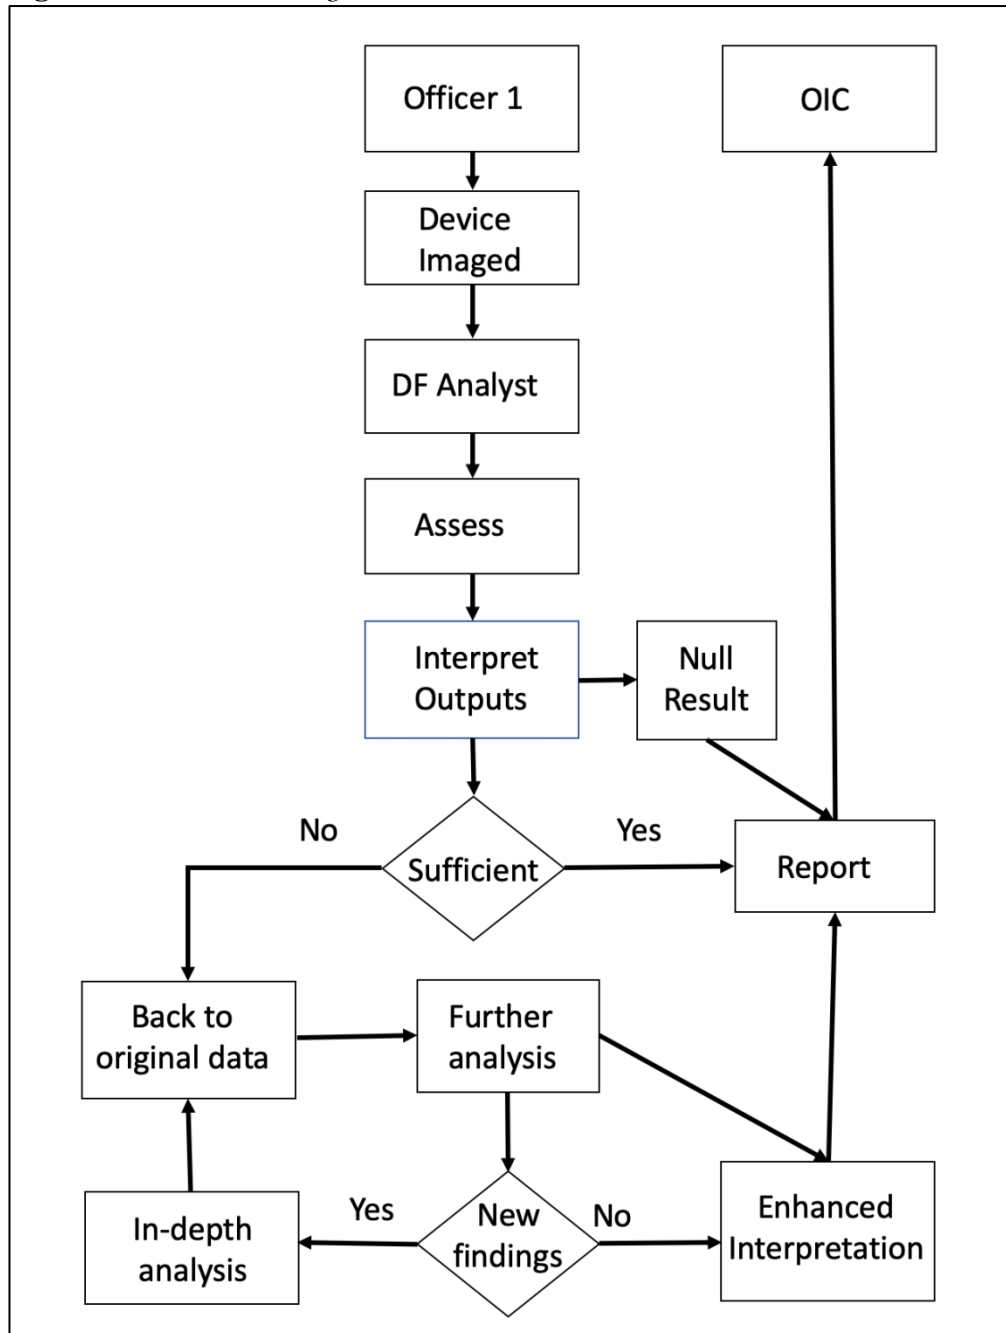 Officer 1
OIC
Device
Imaged
DF Analyst
Assess
Interpret
Outputs
Null
Result
No
Yes
Sufficient
Report
Back to
original data
Further
analysis
In-depth
analysis
Yes
New
findings
No
Enhanced
Interpretation